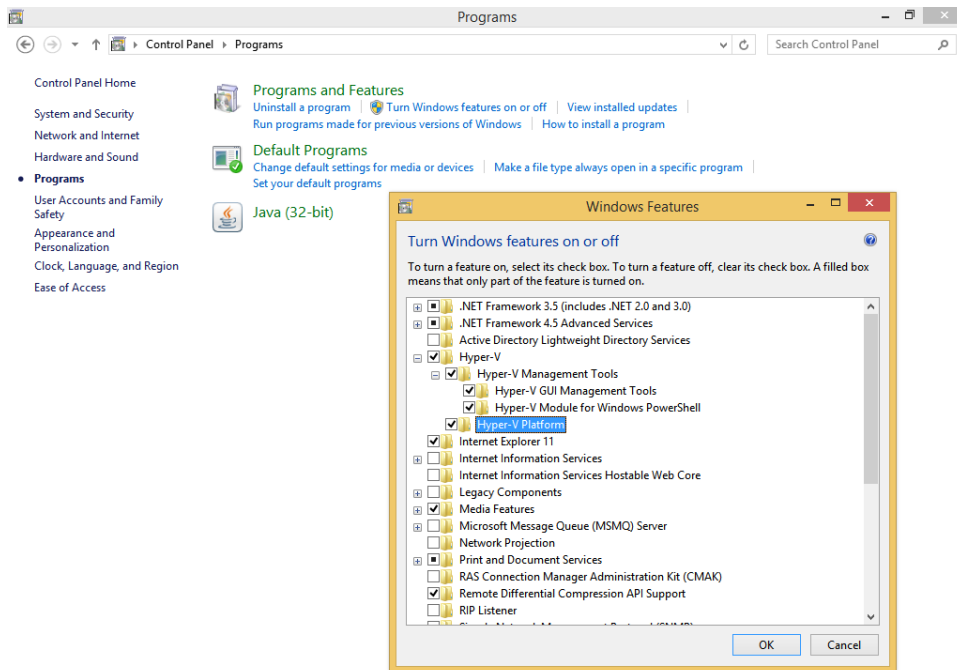 Programs
Control Panel Programs
Search Control Panel
Control Panel Home
System and Security
Network and Internet
Hardware and Sound
Programs
User Accounts and Family
Safety
Appearance and
Personalization
Clock, Language, and Region
Ease of Access
Programs and Features
Uninstall a program Turn Windows features on or off View installed updates
Run programs made for previous versions of Windows How to install a program
Default Programs
Change default settings for media or devices Make a file type always open in a specific program
Set your default programs
Java (32-bit)
Windows Features
Turn Windows features on or off
To turn a feature on, select its check box. To turn a feature off, clear its check box. A filled box
means that only part of the feature is turned on.
.NET Framework 3.5 (includes .NET 2.0 and 3.0)
.NET Framework 4.5 Advanced Services
Active Directory Lightweight Directory Services
Hyper-V
Hyper-V Management Tools
Hyper-V GUI Management Tools
Hyper-V Module for Windows PowerShell
Hyper-V Platform
Internet Explorer 11
Internet Information Services
Internet Information Services Hostable Web Core
Legacy Components
Media Features
Microsoft Message Queue (MSMQ) Server
Network Projection
Print and Document Services
RAS Connection Manager Administration Kit (CMAK)
Remote Differential Compression API Support
RIP Listener
OK Cancel